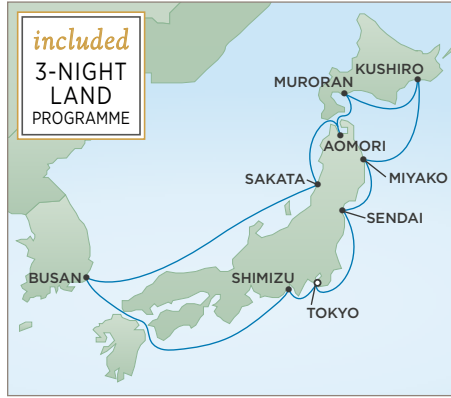 included
3-NIGHT
LAND
PROGRAMME
KUSHIRO
MURORAN
AOMORI
MIYAKO
SAKATA
SENDAI
BUSAN
SHIMIZU
TOKYO